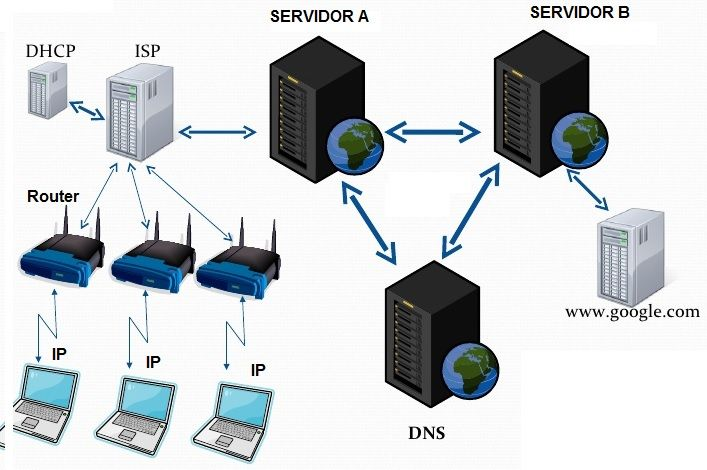 SERVIDOR A
SERVIDOR B
DHCP
ISP
Router
IP
IP
IP
www.google.com
DNS